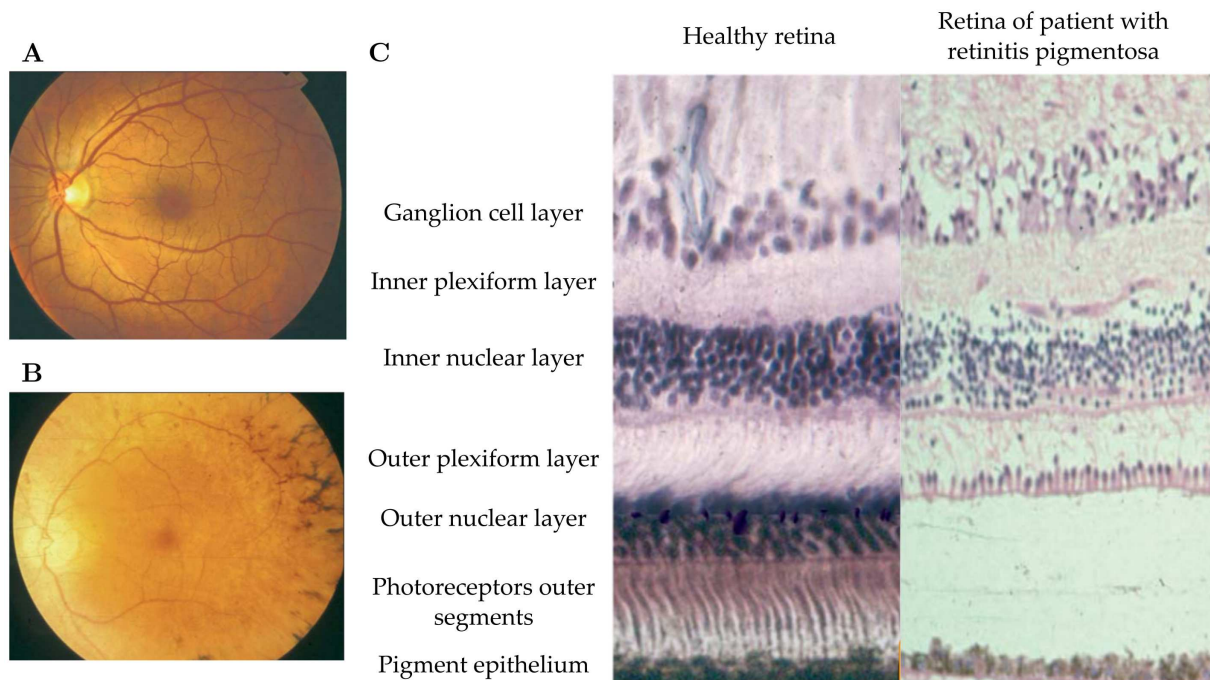 A
B
C
Healthy retina
Retina of patient with
retinitis pigmentosa
Ganglion cell layer
Inner plexiform layer
Inner nuclear layer
Outer plexiform layer
Outer nuclear layer
Photoreceptors outer
segments
Pigment epithelium